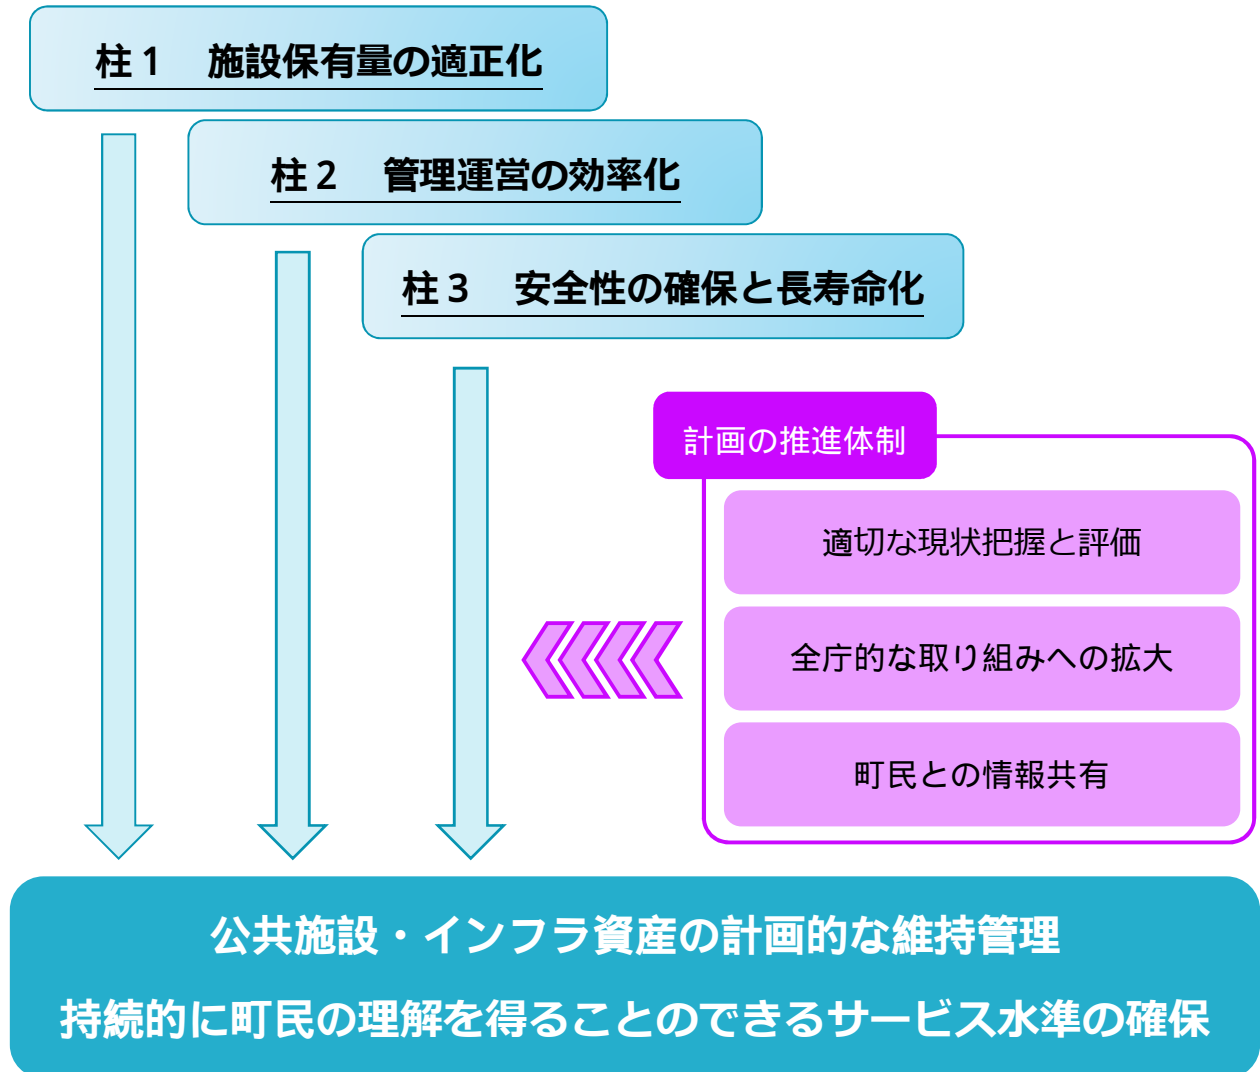 柱１　施設保有量の適正化
柱２　管理運営の効率化
柱３　安全性の確保と長寿命化
計画の推進体制
適切な現状把握と評価
全庁的な取り組みへの拡大
町民との情報共有
公共施設・インフラ資産の計画的な維持管理
持続的に町民の理解を得ることのできるサービス水準の確保